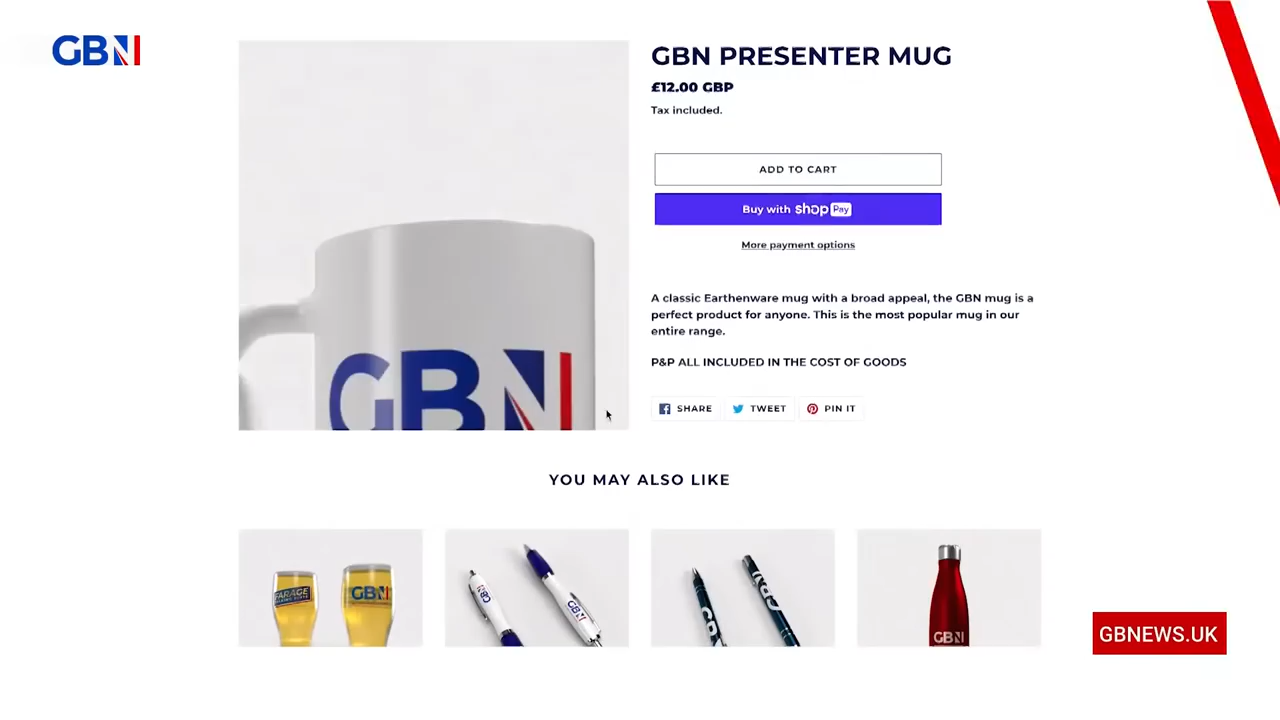 GBN
GBN PRESENTER MUG
£12.00 GBP
Tax included.
ADD TO CART
Buy with shop Pay
More payment options
A classic Earthenware mug with a broad appeal, the GBN mug is a
perfect product for anyone. This is the most popular mug in our
entire range.
P&P ALL INCLUDED IN THE COST OF GOODS
SHARE TWEET PIN IT
GBN
YOU MAY ALSO LIKE
FARAGE
GBN
GBN
GBN
GBN
GBN
GBNEWS.UK